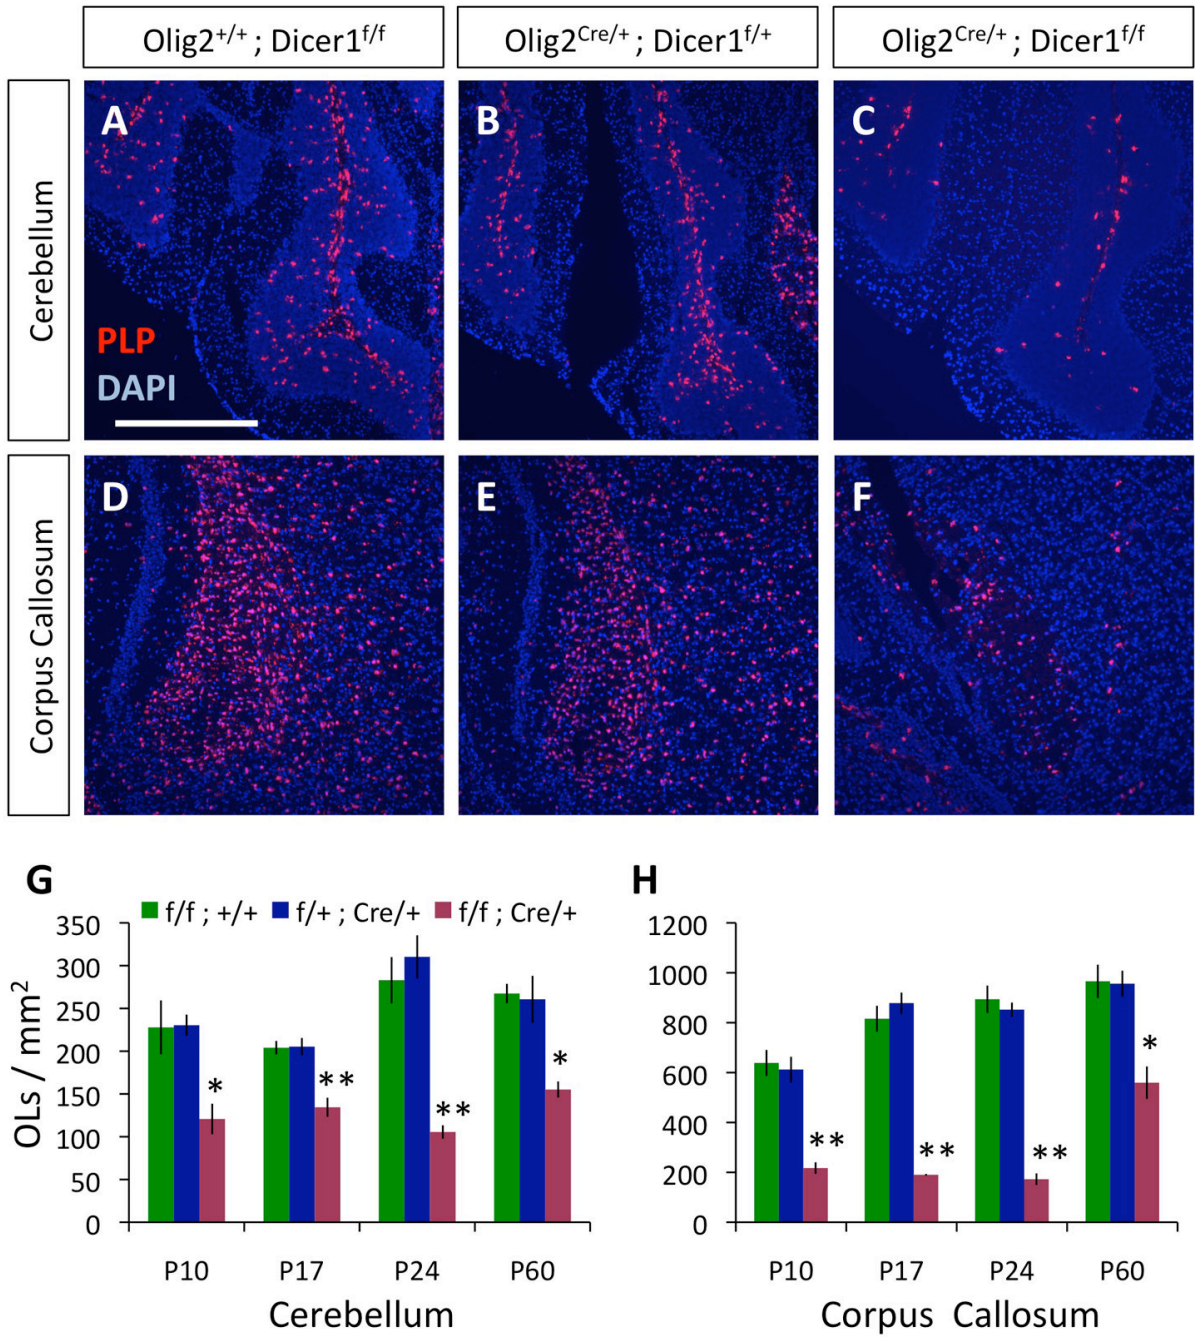 Olig2+/+ ; Dicer1f/f
Olig2Cre/+ ; Dicer1f/+
Olig2Cre/+ ; Dicer1f/f
Cerebellum
A
B
C
PLP
DAPI
Corpus Callosum
D
E
F
G
f/f ; +/+
f/+ ; Cre/+
f/f ; Cre/+
OLs / mm2
350
300
250
200
150
100
50
0
*
**
**
*
P10
P17
P24
P60
Cerebellum
H
1200
1000
800
600
400
200
0
**
**
**
*
P10
P17
P24
P60
Corpus Callosum